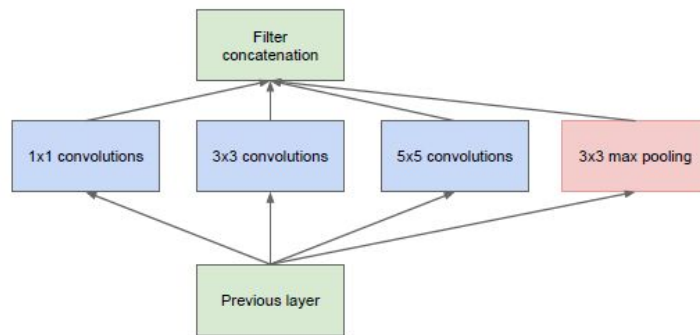 Filter
concatenation
1x1 convolutions
3x3 convolutions
5x5 convolutions
3x3 max pooling
Previous layer